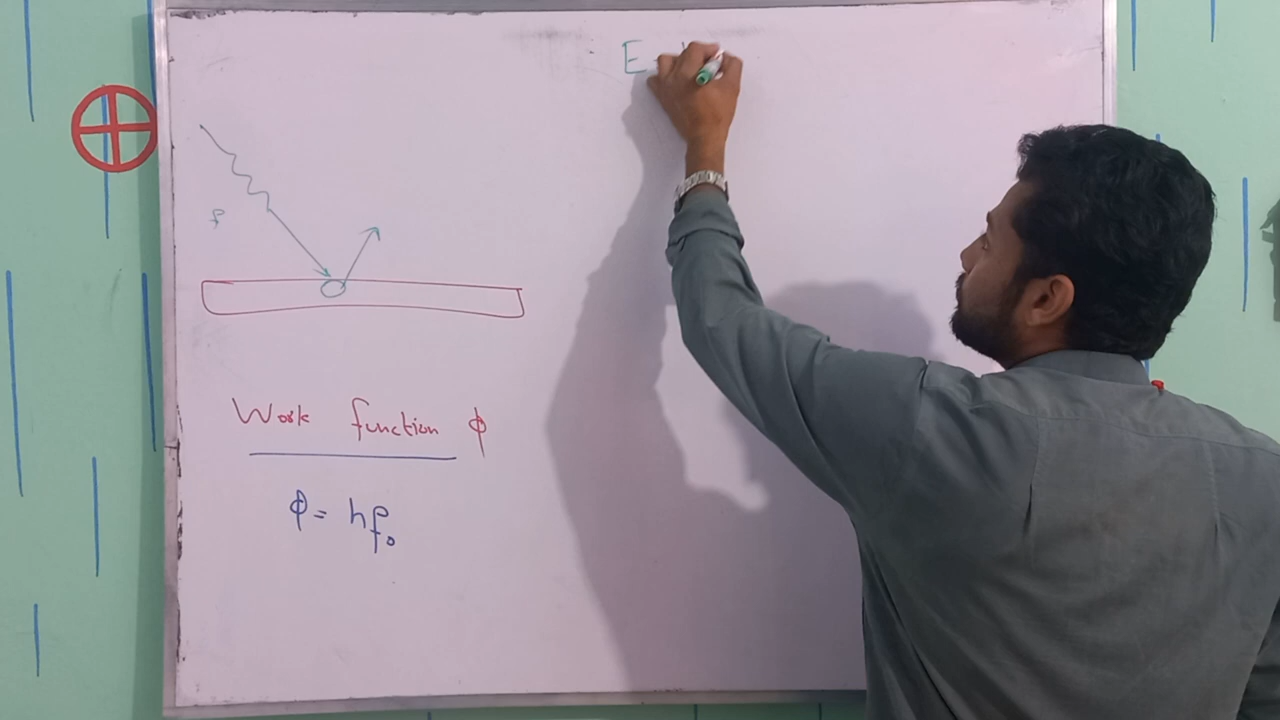 E
f
Work function ϕ
ϕ = hf₀